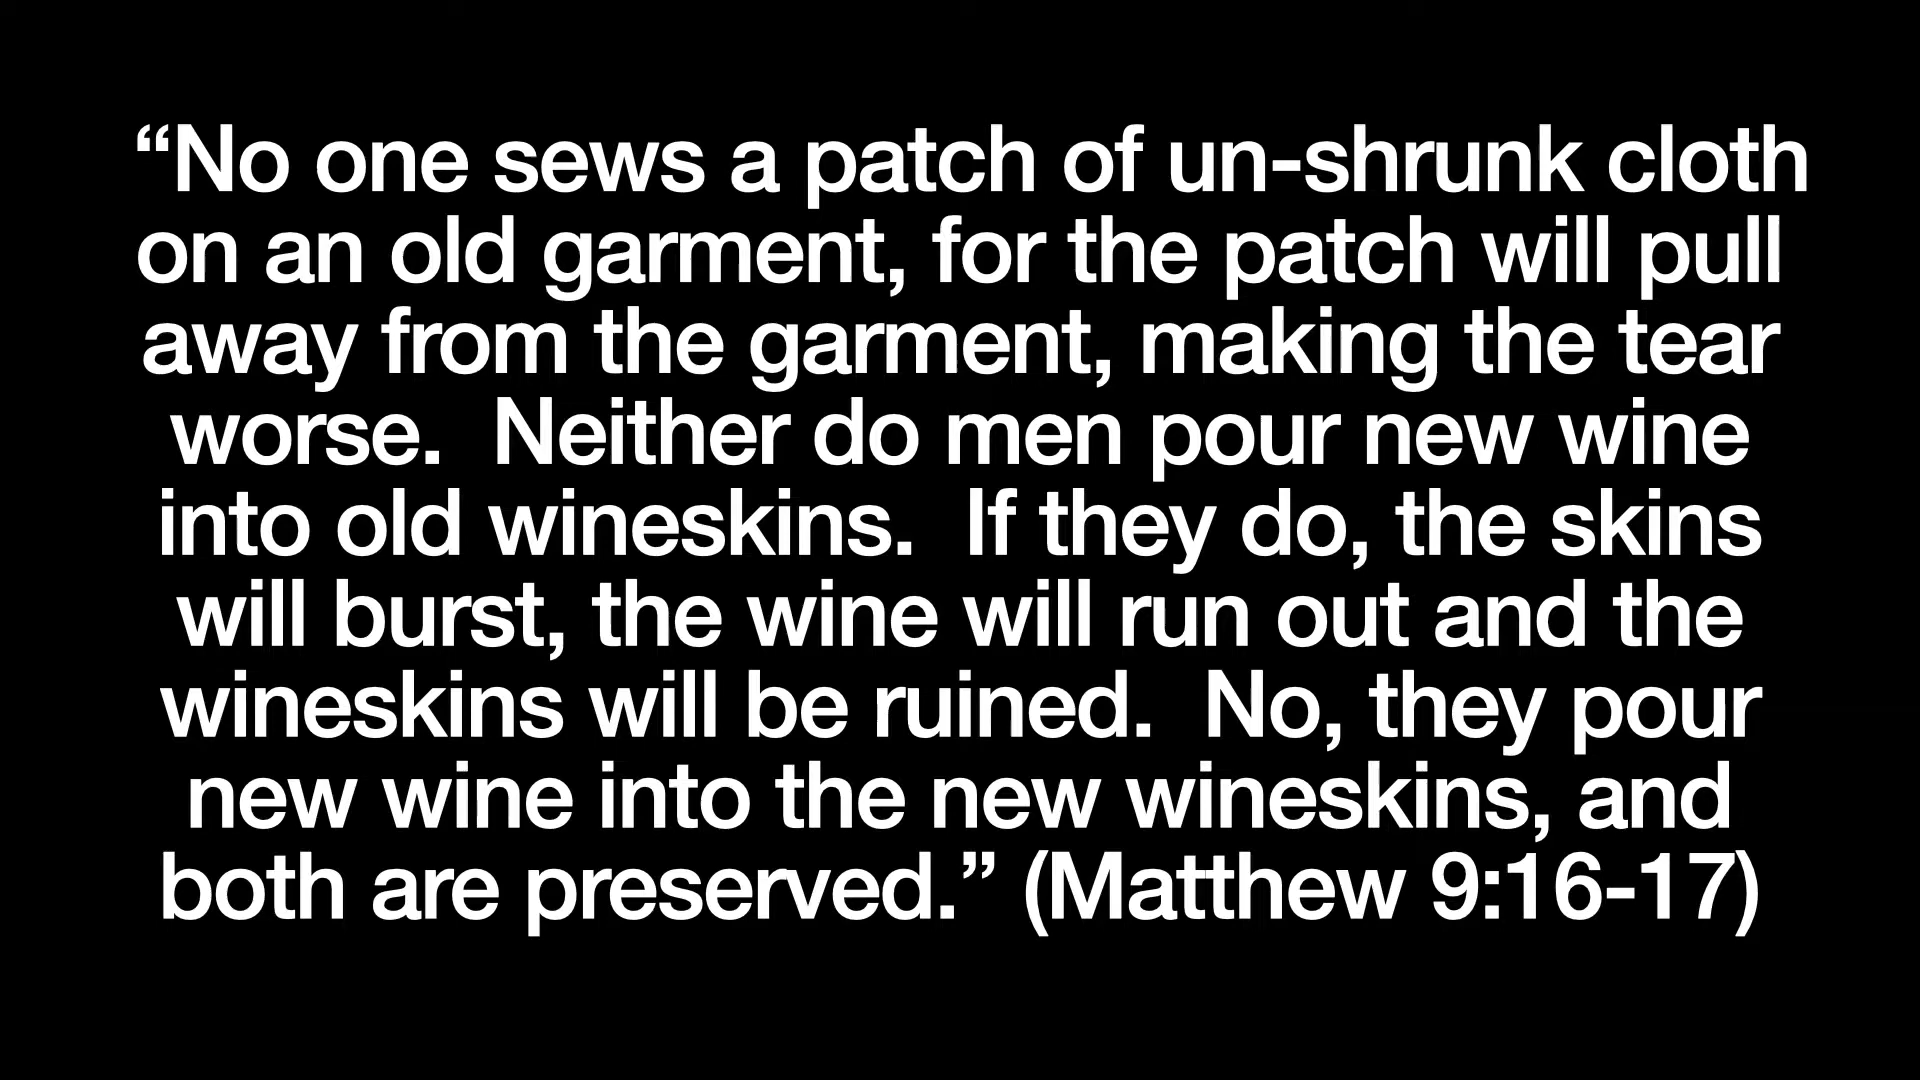 “No one sews a patch of un-shrunk cloth
on an old garment, for the patch will pull
away from the garment, making the tear
worse.  Neither do men pour new wine
into old wineskins.  If they do, the skins
will burst, the wine will run out and the
wineskins will be ruined.  No, they pour
new wine into the new wineskins, and
both are preserved.” (Matthew 9:16-17)